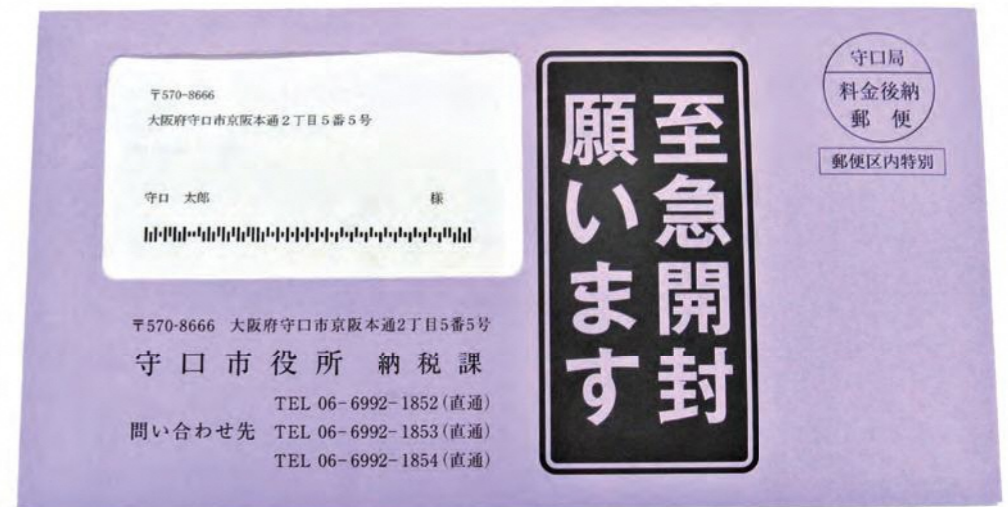 〒570-8666
大阪府守口市京阪本通2丁目5番5号
守口 太郎 様
至急開封
願います
守口局
料金後納
郵 便
郵便区内特別
〒570-8666 大阪府守口市京阪本通2丁目5番5号
守口市役所 納税課
問い合わせ先
TEL 06-6992-1852(直通)
TEL 06-6992-1853(直通)
TEL 06-6992-1854(直通)